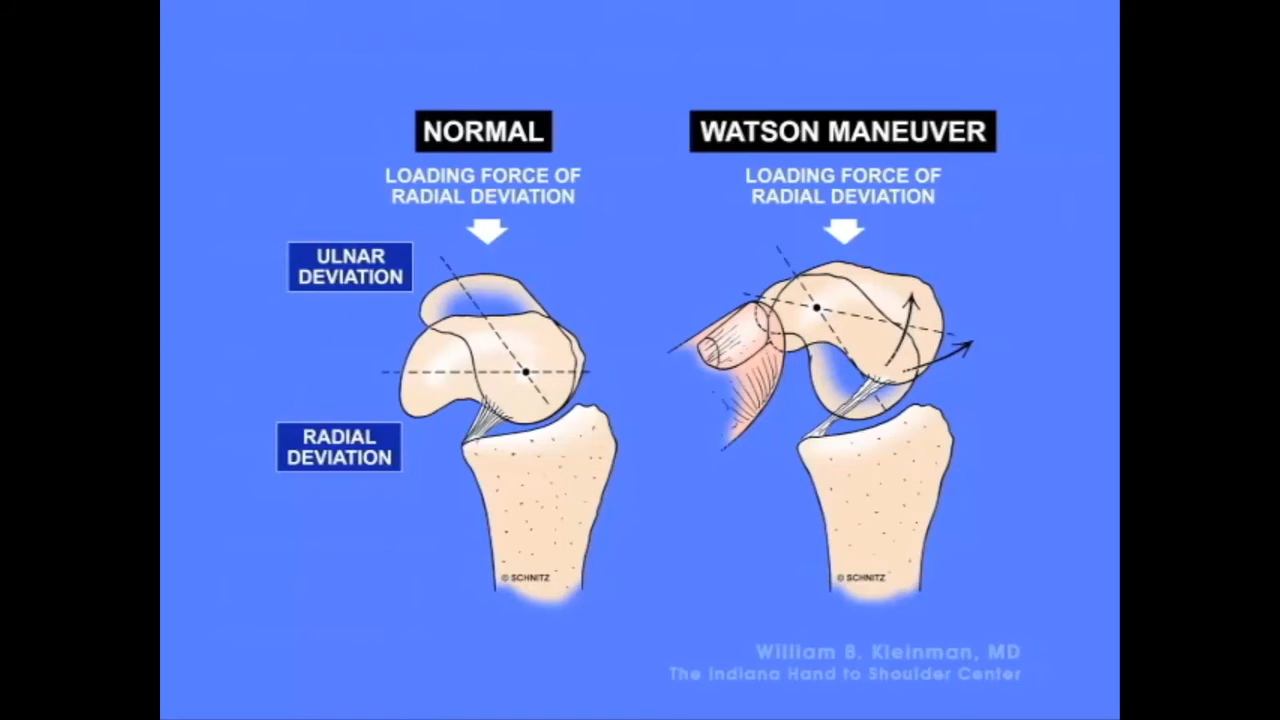 NORMAL
LOADING FORCE OF
RADIAL DEVIATION
ULNAR
DEVIATION
RADIAL
DEVIATION
© SCHNITZ
WATSON MANEUVER
LOADING FORCE OF
RADIAL DEVIATION
© SCHNITZ
William B. Kleinman, MD
The Indiana Hand to Shoulder Center